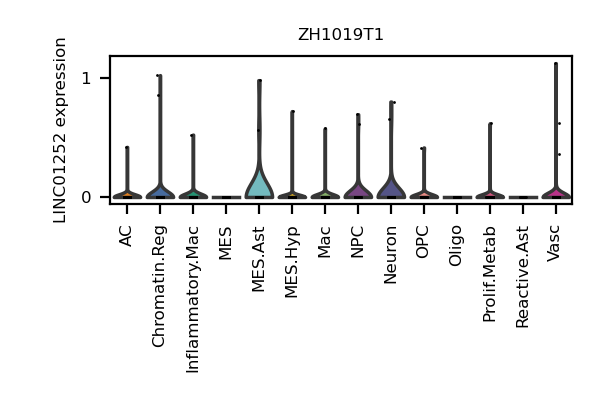 ZH1019T1
LINC01252 expression
1
0
AC
Chromatin.Reg
Inflammatory.Mac
MES
MES.Ast
MES.Hyp
Mac
NPC
Neuron
OPC
Oligo
Prolif.Metab
Reactive.Ast
Vasc